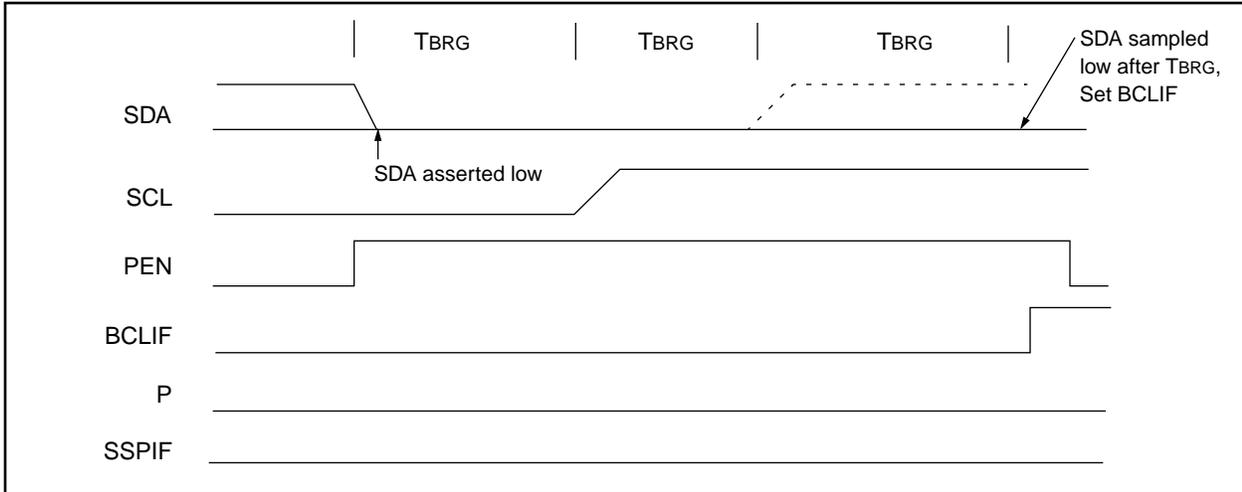 TBRG TBRG TBRG
SDA sampled
low after TBRG,
Set BCLIF
SDA
SDA asserted low
SCL
PEN
BCLIF
P
SSPIF